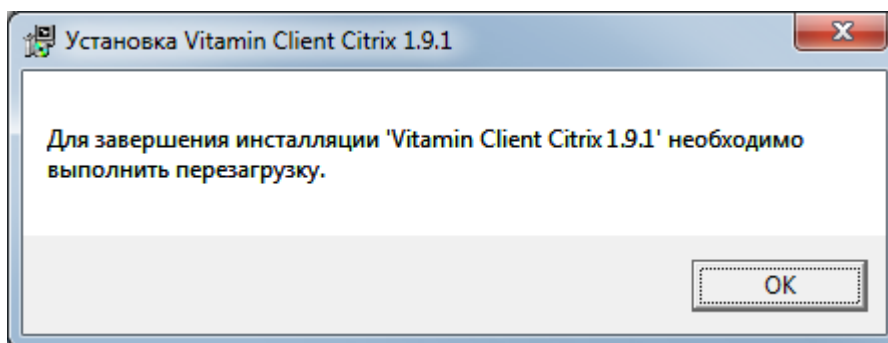 Установка Vitamin Client Citrix 1.9.1
Для завершения инсталляции 'Vitamin Client Citrix 1.9.1' необходимо
выполнить перезагрузку.
OK